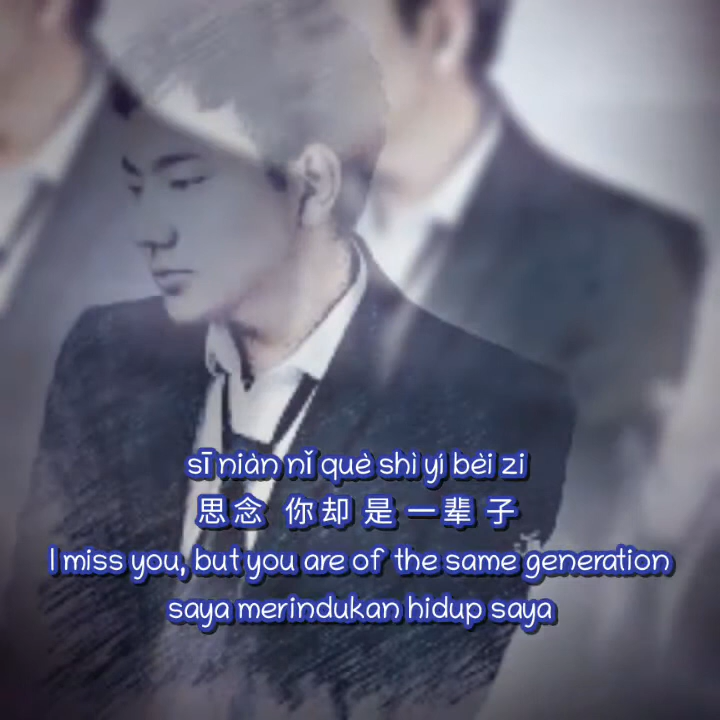 sī niàn nǐ què shì yí bèi zi
思念 你却是一辈子
I miss you, but you are of the same generation
saya merindukan hidup saya